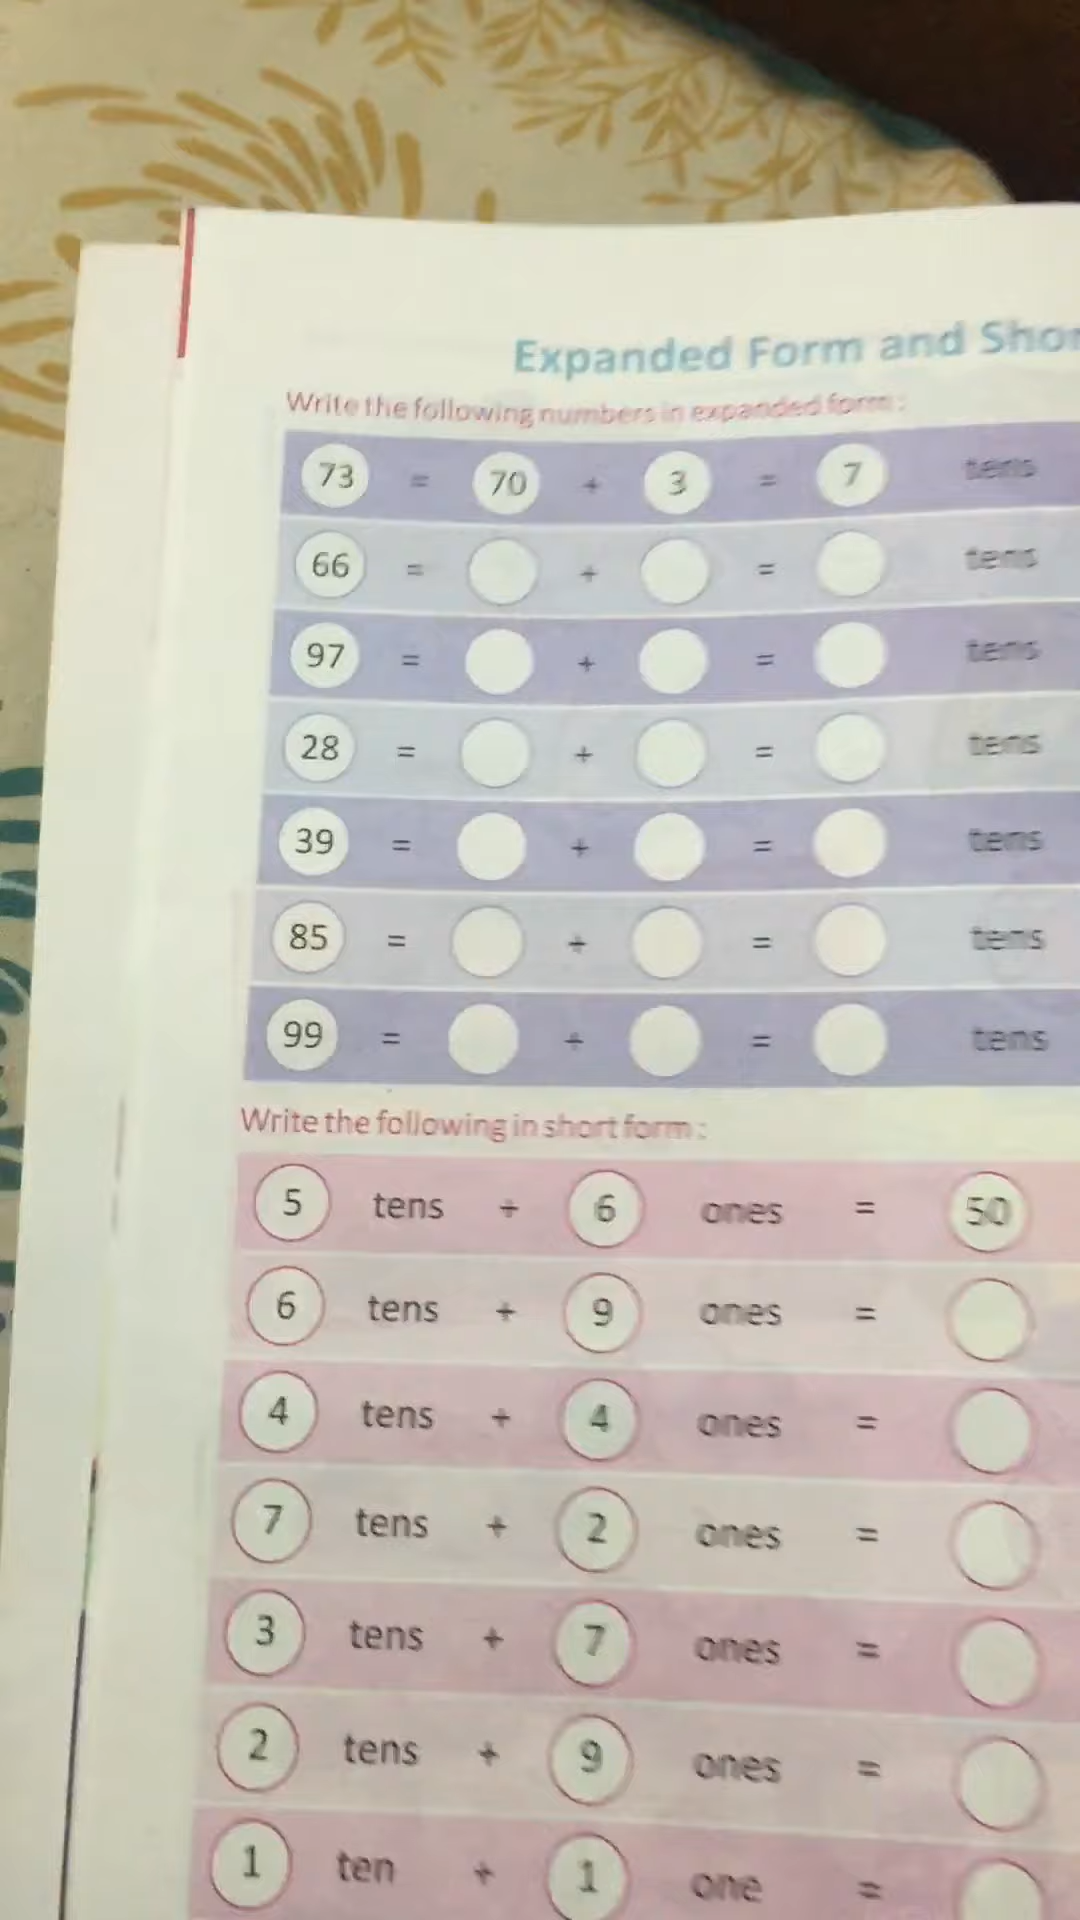 Expanded Form and Shor
Write the following numbers in expanded form :
73 = 70 + 3 = 7 tens
66 = + = tens
97 = + = tens
28 = + = tens
39 = + = tens
85 = + = tens
99 = + = tens
Write the following in short form :
5 tens + 6 ones = 50
6 tens + 9 ones =
4 tens + 4 ones =
7 tens + 2 ones =
3 tens + 7 ones =
2 tens + 9 ones =
1 ten + 1 one =